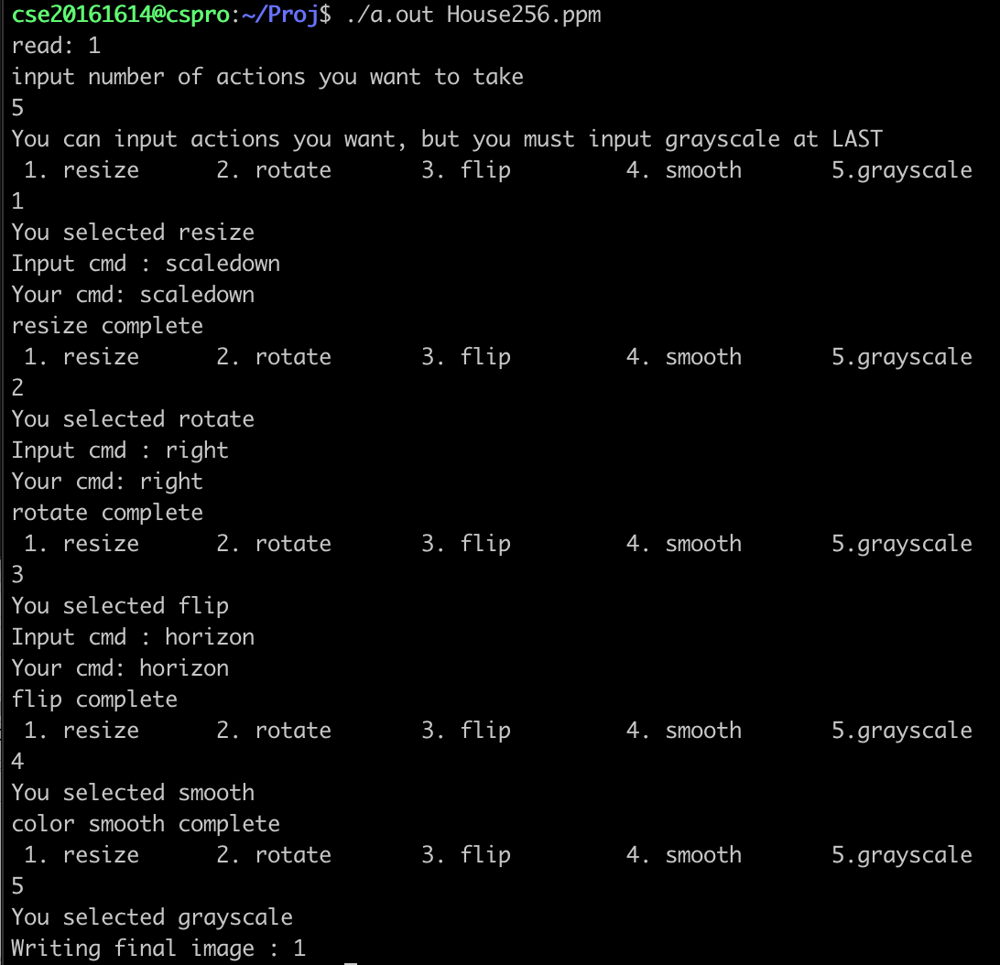 cse20161614@cspro:~/Proj$ ./a.out House256.ppm
read: 1
input number of actions you want to take
5
You can input actions you want, but you must input grayscale at LAST
 1. resize      2. rotate       3. flip         4. smooth       5.grayscale
1
You selected resize
Input cmd : scaledown
Your cmd: scaledown
resize complete
 1. resize      2. rotate       3. flip         4. smooth       5.grayscale
2
You selected rotate
Input cmd : right
Your cmd: right
rotate complete
 1. resize      2. rotate       3. flip         4. smooth       5.grayscale
3
You selected flip
Input cmd : horizon
Your cmd: horizon
flip complete
 1. resize      2. rotate       3. flip         4. smooth       5.grayscale
4
You selected smooth
color smooth complete
 1. resize      2. rotate       3. flip         4. smooth       5.grayscale
5
You selected grayscale
Writing final image : 1